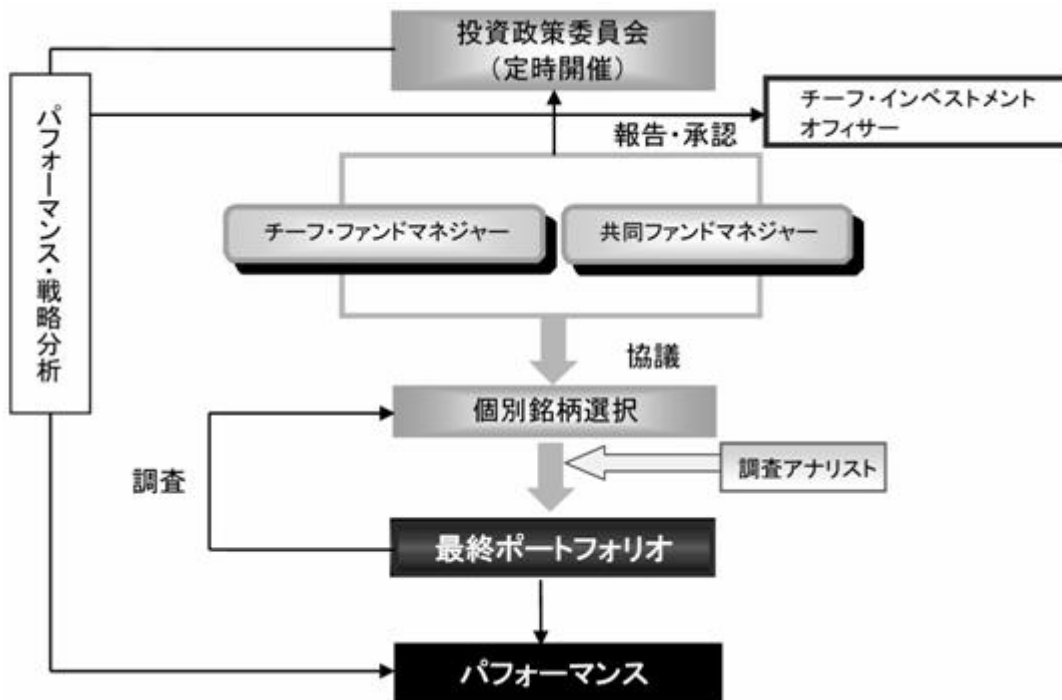 投資政策委員会
（定時開催）
チーフ・インベストメント
オフィサー
報告・承認
パフォーマンス・戦略分析
チーフ・ファンドマネジャー
共同ファンドマネジャー
協議
個別銘柄選択
調査
調査アナリスト
最終ポートフォリオ
パフォーマンス